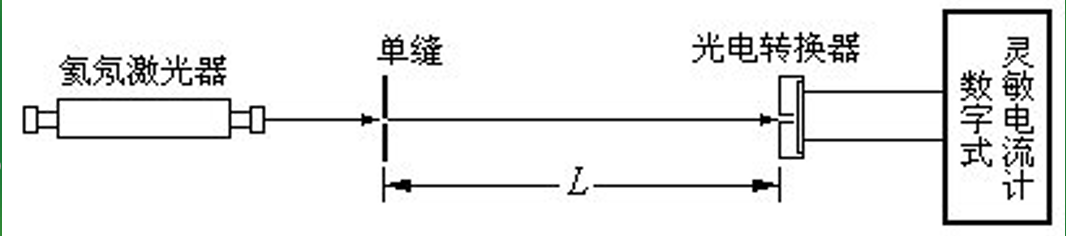 氦氖激光器
单缝
光电转换器
L
数字式
灵敏电流计